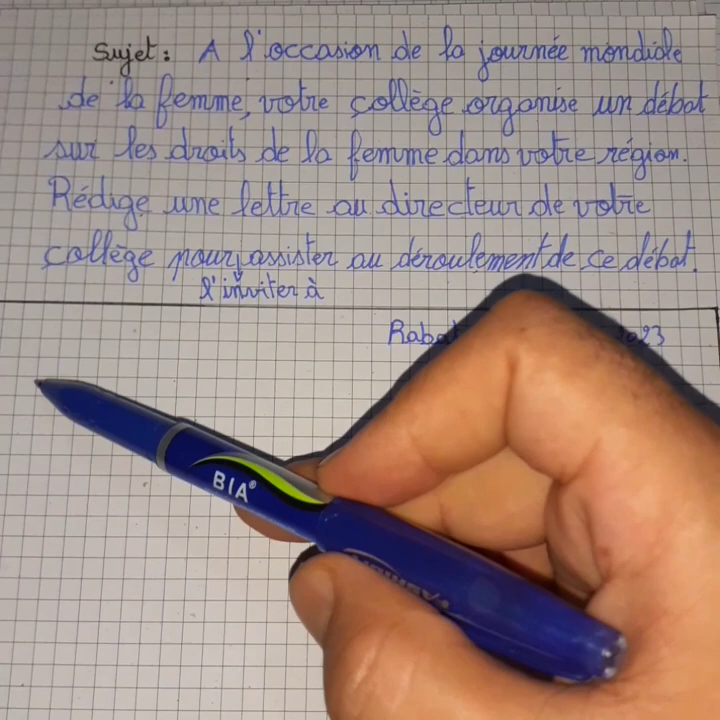 Sujet: A l'occasion de la journée mondiale
de la femme, votre collège organise un débat
sur les droits de la femme dans votre région.
Rédige une lettre au directeur de votre
collège pour assister au déroulement de ce débat.
l'inviter à
2023
BIA®